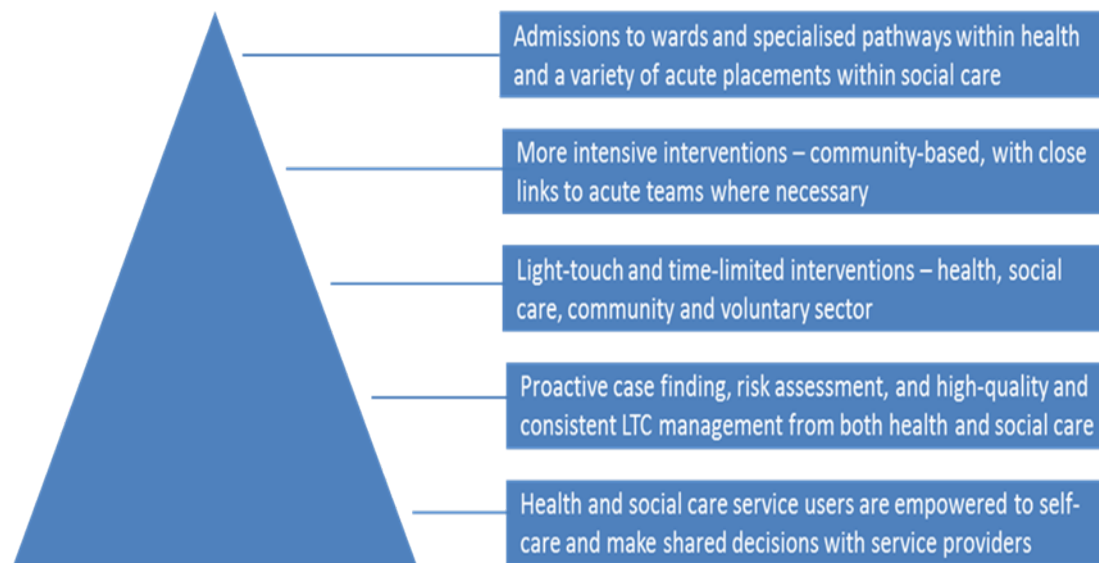 Admissions to wards and specialised pathways within health
and a variety of acute placements within social care
More intensive interventions – community-based, with close
links to acute teams where necessary
Light-touch and time-limited interventions – health, social
care, community and voluntary sector
Proactive case finding, risk assessment, and high-quality and
consistent LTC management from both health and social care
Health and social care service users are empowered to self-
care and make shared decisions with service providers